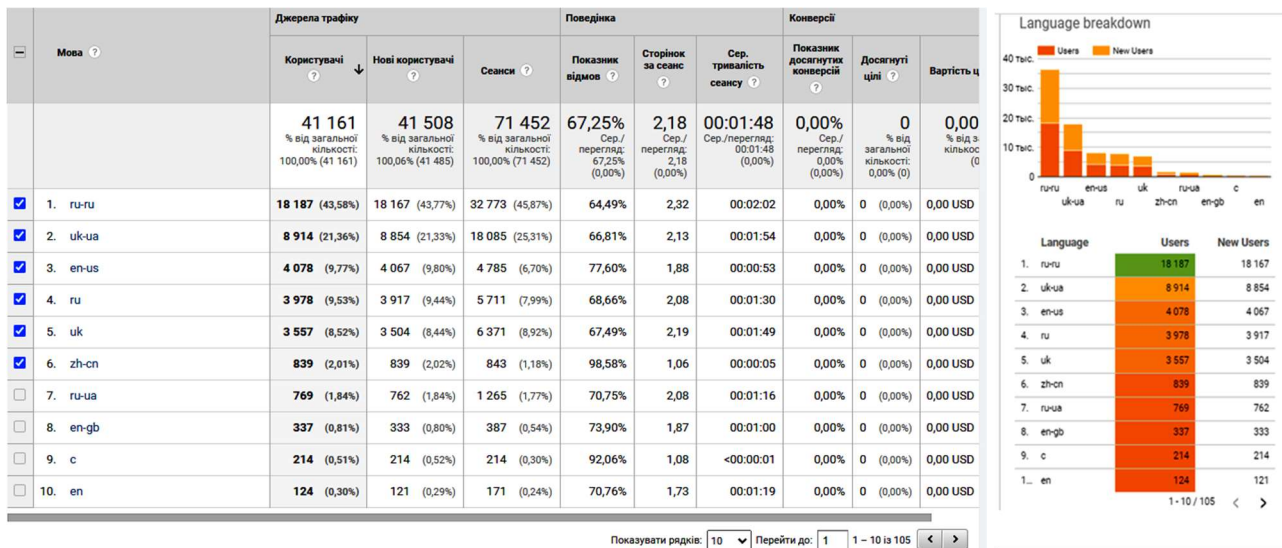 Джерела трафіку Поведінка Конверсії
Мова ? Користувачі ? Нові користувачі ? Сеанси ? Показник відмов ? Сторінок за сеанс ? Сер. тривалість сеансу ? Показник досягнутих конверсій ? Досягнуті цілі ? Вартість ц
41 161 41 508 71 452 67,25% 2,18 00:01:48 0,00% 0 0,00
% від загальної кількості: 100,00% (41 161) % від загальної кількості: 100,06% (41 485) % від загальної кількості: 100,00% (71 452) Сер./перегляд: 67,25% (0,00%) Сер./перегляд: 2,18 (0,00%) Сер./перегляд: 00:01:48 (0,00%) Сер./перегляд: 0,00% (0,00%) % від загальної кількості: 0,00% (0) % від з кількос (0
1. ru-ru 18 187 (43,58%) 18 167 (43,77%) 32 773 (45,87%) 64,49% 2,32 00:02:02 0,00% 0 (0,00%) 0,00 USD
2. uk-ua 8 914 (21,36%) 8 854 (21,33%) 18 085 (25,31%) 66,81% 2,13 00:01:54 0,00% 0 (0,00%) 0,00 USD
3. en-us 4 078 (9,77%) 4 067 (9,80%) 4 785 (6,70%) 77,60% 1,88 00:00:53 0,00% 0 (0,00%) 0,00 USD
4. ru 3 978 (9,53%) 3 917 (9,44%) 5 711 (7,99%) 68,66% 2,08 00:01:30 0,00% 0 (0,00%) 0,00 USD
5. uk 3 557 (8,52%) 3 504 (8,44%) 6 371 (8,92%) 67,49% 2,19 00:01:49 0,00% 0 (0,00%) 0,00 USD
6. zh-cn 839 (2,01%) 839 (2,02%) 843 (1,18%) 98,58% 1,06 00:00:05 0,00% 0 (0,00%) 0,00 USD
7. ru-ua 769 (1,84%) 762 (1,84%) 1 265 (1,77%) 70,75% 2,08 00:01:16 0,00% 0 (0,00%) 0,00 USD
8. en-gb 337 (0,81%) 333 (0,80%) 387 (0,54%) 73,90% 1,87 00:01:00 0,00% 0 (0,00%) 0,00 USD
9. c 214 (0,51%) 214 (0,52%) 214 (0,30%) 92,06% 1,08 <00:00:01 0,00% 0 (0,00%) 0,00 USD
10. en 124 (0,30%) 121 (0,29%) 171 (0,24%) 70,76% 1,73 00:01:19 0,00% 0 (0,00%) 0,00 USD
Показувати рядків: 10 Перейти до: 1 1 – 10 із 105
Language breakdown
Users New Users
40 тыс.
30 тыс.
20 тыс.
10 тыс.
0
ru-ru en-us uk ru-ua c
uk-ua ru zh-cn en-gb en
Language Users New Users
1. ru-ru 18 187 18 167
2. uk-ua 8 914 8 854
3. en-us 4 078 4 067
4. ru 3 978 3 917
5. uk 3 557 3 504
6. zh-cn 839 839
7. ru-ua 769 762
8. en-gb 337 333
9. c 214 214
1... en 124 121
1 - 10 / 105 < >